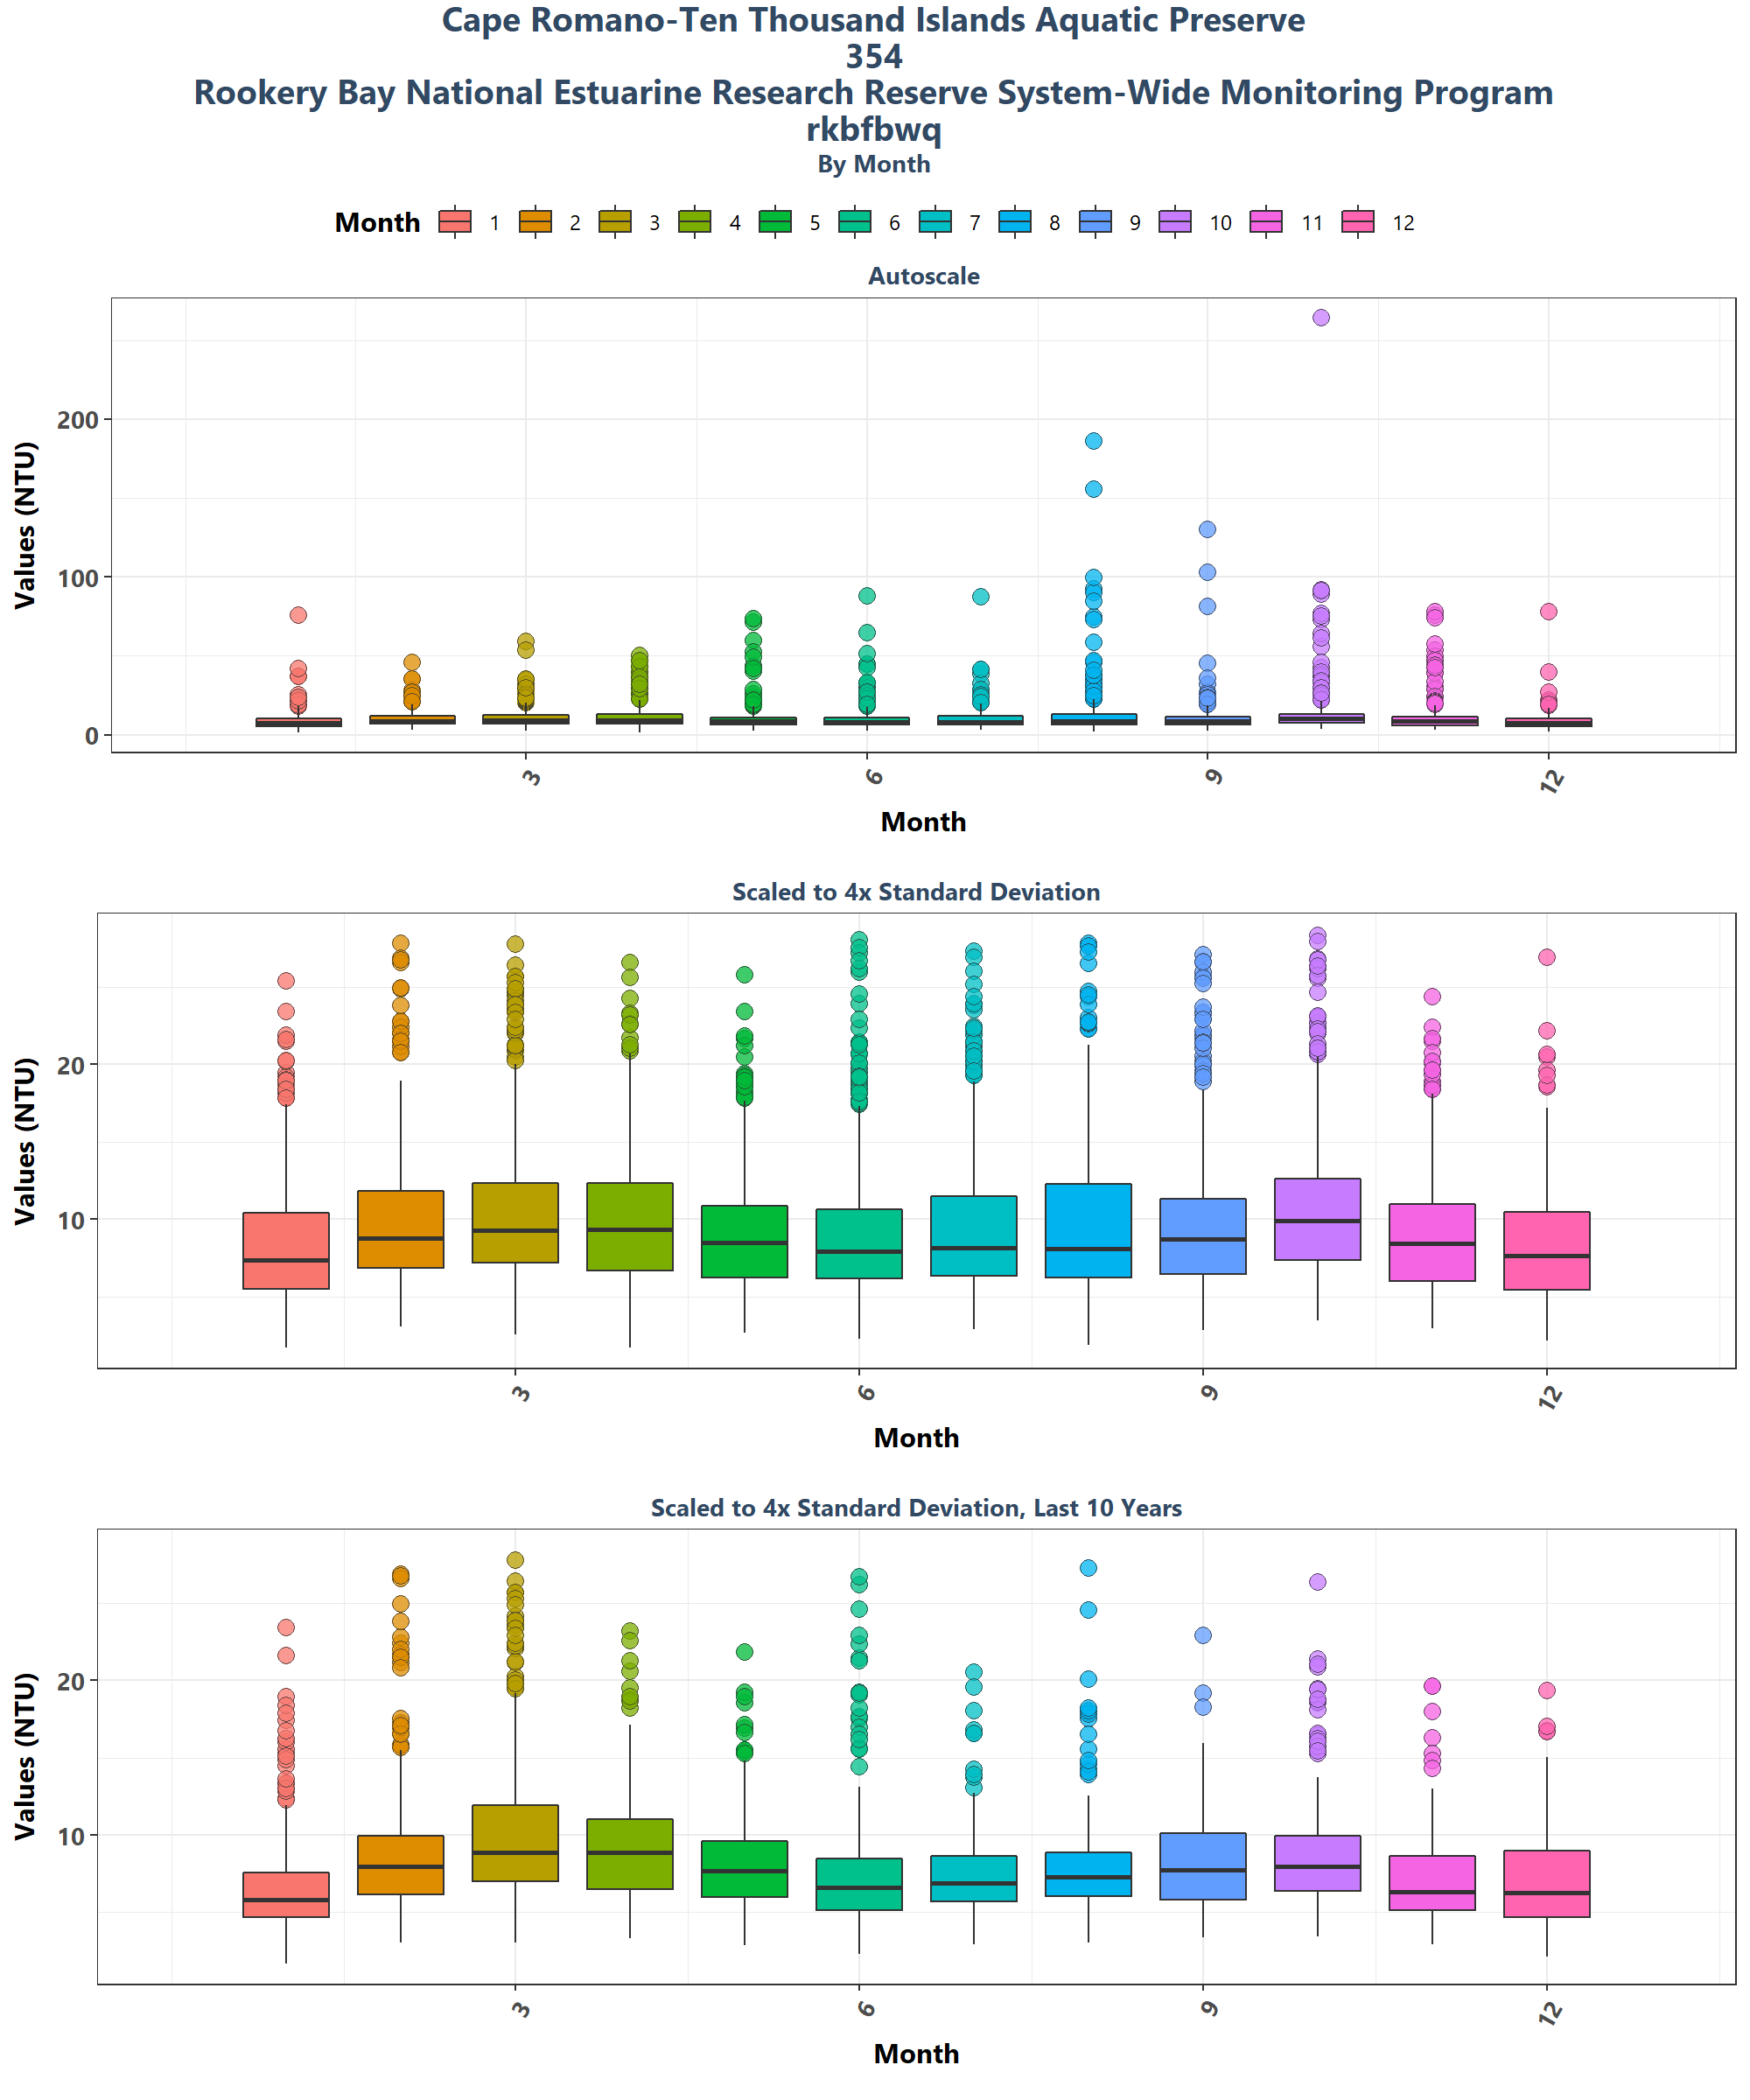 Cape Romano-Ten Thousand Islands Aquatic Preserve
354
Rookery Bay National Estuarine Research Reserve System-Wide Monitoring Program
rkbfbwq
By Month
Month 1 2 3 4 5 6 7 8 9 10 11 12
Autoscale
Values (NTU)
200
100
0
3 6 9 12
Month
Scaled to 4x Standard Deviation
Values (NTU)
20
10
3 6 9 12
Month
Scaled to 4x Standard Deviation, Last 10 Years
Values (NTU)
20
10
3 6 9 12
Month